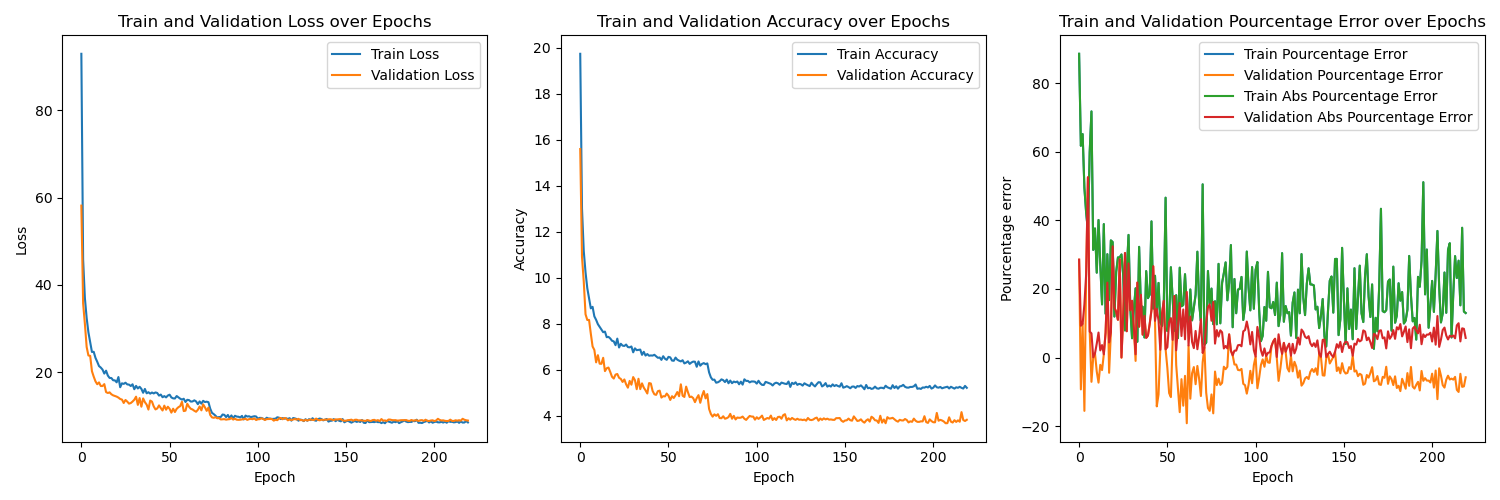 Train and Validation Loss over Epochs
Train Loss
Validation Loss
Loss
80
60
40
20
0
50
100
150
200
Epoch
Train and Validation Accuracy over Epochs
Train Accuracy
Validation Accuracy
Accuracy
20
18
16
14
12
10
8
6
4
0
50
100
150
200
Epoch
Train and Validation Pourcentage Error over Epochs
Train Pourcentage Error
Validation Pourcentage Error
Train Abs Pourcentage Error
Validation Abs Pourcentage Error
Pourcentage error
80
60
40
20
0
−20
0
50
100
150
200
Epoch